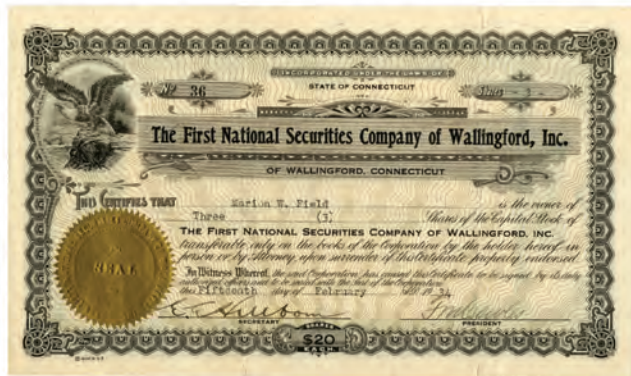 INCORPORATED UNDER THE LAWS OF
STATE OF CONNECTICUT
Nº 36
3
The First National Securities Company of Wallingford, Inc.
OF WALLINGFORD, CONNECTICUT
THIS CERTIFIES THAT Marion W. Field is the owner of
Three (3) Shares of the Capital Stock of
THE FIRST NATIONAL SECURITIES COMPANY OF WALLINGFORD, INC.
transferable only on the books of the Corporation by the holder hereof in
person or by Attorney upon surrender of this certificate properly endorsed.
In Witness Whereof, the said Corporation has caused this Certificate to be signed by its duly
authorized officers and to be sealed with the Seal of the Corporation
this Fifteenth day of February
SEAL
SECRETARY
PRESIDENT
SHARES
$20
EACH